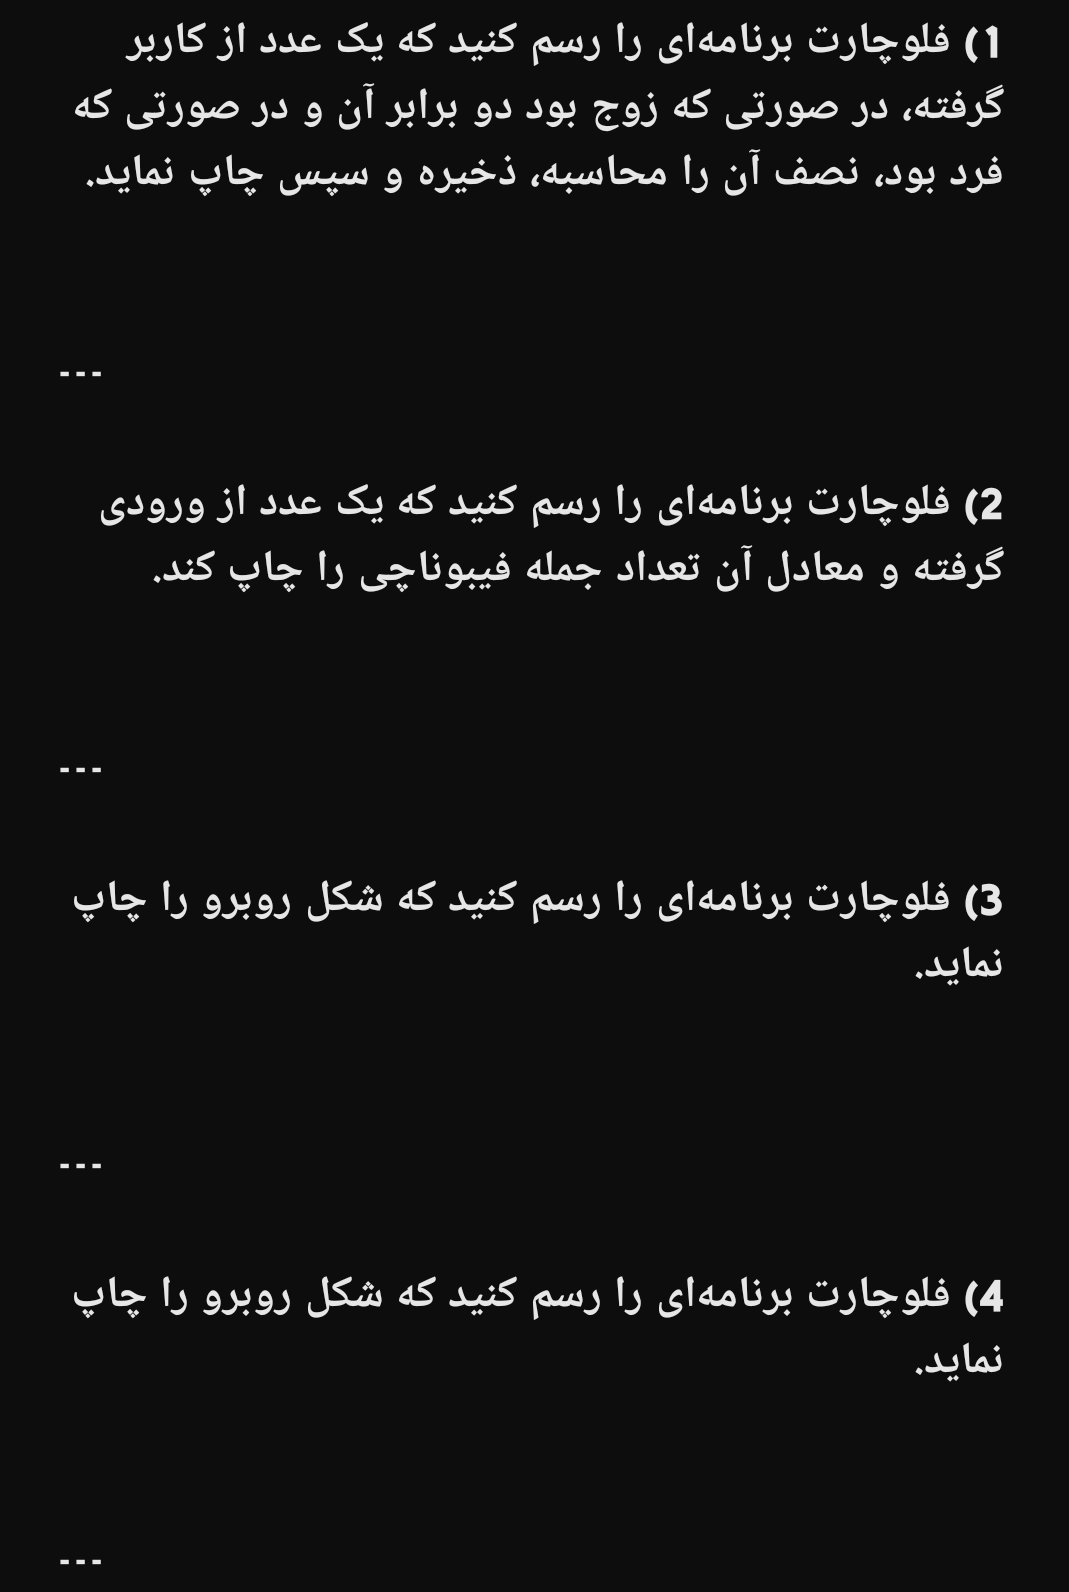 1) فلوچارت برنامه‌ای را رسم کنید که یک عدد از کاربر
گرفته، در صورتی که زوج بود دو برابر آن و در صورتی که
فرد بود، نصف آن را محاسبه، ذخیره و سپس چاپ نماید.
---
2) فلوچارت برنامه‌ای را رسم کنید که یک عدد از ورودی
گرفته و معادل آن تعداد جمله فیبوناچی را چاپ کند.
---
3) فلوچارت برنامه‌ای را رسم کنید که شکل روبرو را چاپ
نماید.
---
4) فلوچارت برنامه‌ای را رسم کنید که شکل روبرو را چاپ
نماید.
---